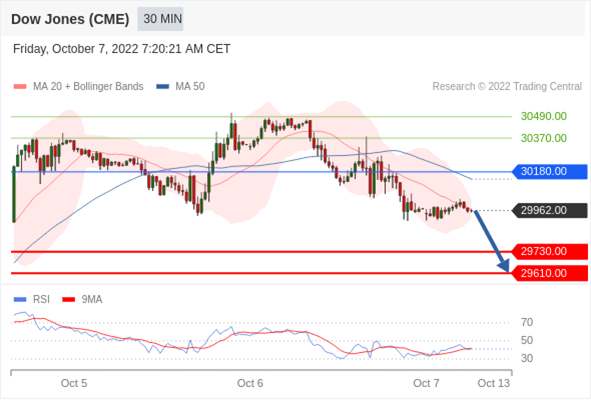 Dow Jones (CME) 30 MIN
Friday, October 7, 2022 7:20:21 AM CET
MA 20 + Bollinger Bands MA 50 Research © 2022 Trading Central
30490.00
30370.00
30180.00
29962.00
29730.00
29610.00
RSI 9MA
70
50
30
Oct 5 Oct 6 Oct 7 Oct 13